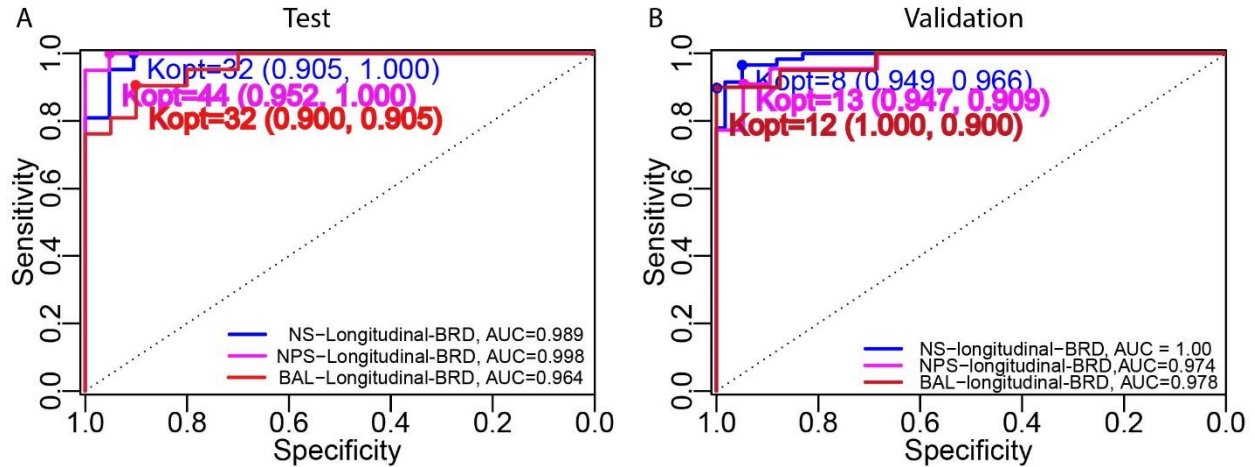 A
Test
Sensitivity
0.0 0.2 0.4 0.6 0.8 1.0
Kopt=32 (0.905, 1.000)
Kopt=44 (0.952, 1.000)
Kopt=32 (0.900, 0.905)
NS-Longitudinal-BRD, AUC=0.989
NPS-Longitudinal-BRD, AUC=0.998
BAL-Longitudinal-BRD, AUC=0.964
1.0 0.8 0.6 0.4 0.2 0.0
Specificity
B
Validation
Sensitivity
0.0 0.2 0.4 0.6 0.8 1.0
Kopt=8 (0.949, 0.966)
Kopt=13 (0.947, 0.909)
Kopt=12 (1.000, 0.900)
NS-longitudinal-BRD, AUC = 1.00
NPS-longitudinal-BRD,AUC=0.974
BAL-longitudinal-BRD, AUC=0.978
1.0 0.8 0.6 0.4 0.2 0.0
Specificity